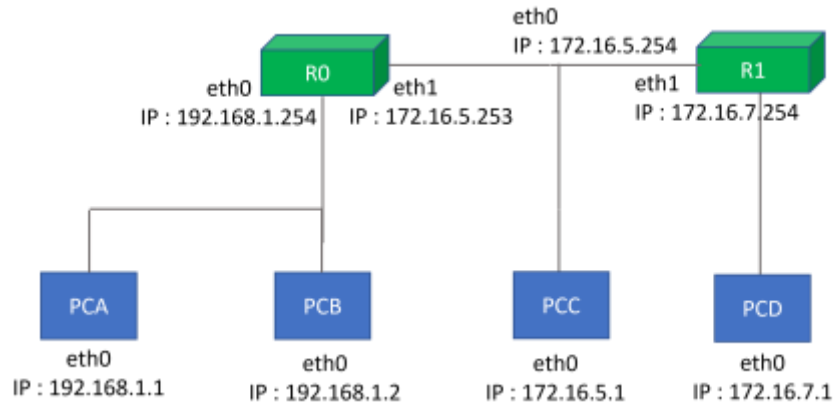 eth0
IP : 172.16.5.254
R0
R1
eth0
IP : 192.168.1.254
eth1
IP : 172.16.5.253
eth1
IP : 172.16.7.254
PCA
PCB
PCC
PCD
eth0
IP : 192.168.1.1
eth0
IP : 192.168.1.2
eth0
IP : 172.16.5.1
eth0
IP : 172.16.7.1